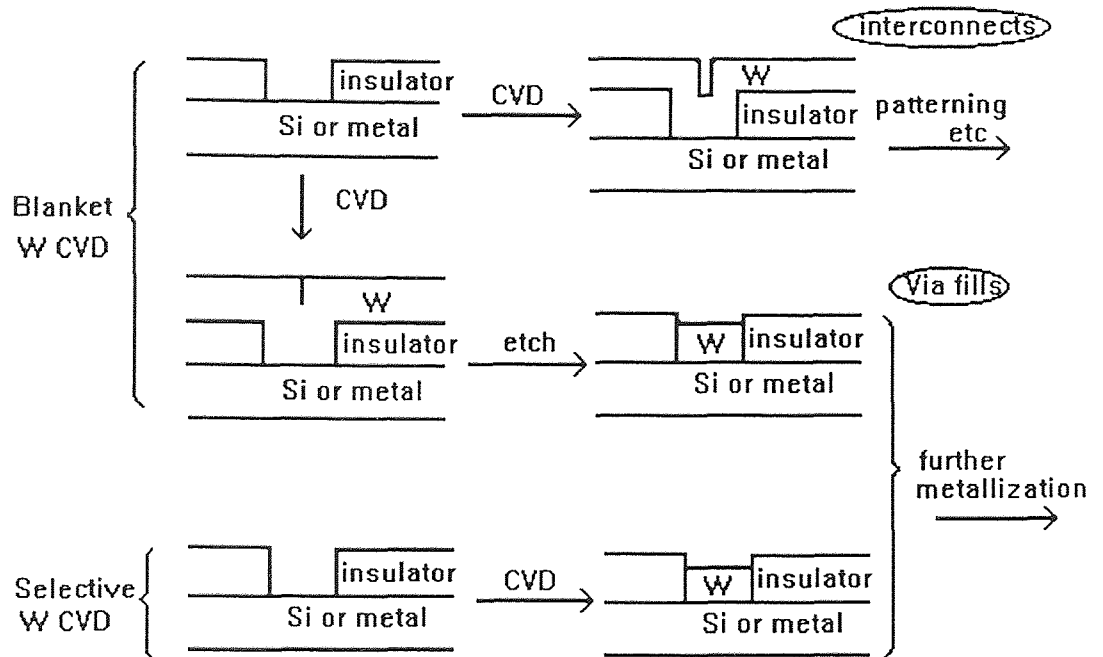 interconnects
insulator
Si or metal
CVD
W
insulator
Si or metal
patterning
etc
Blanket
W CVD
CVD
W
insulator
Si or metal
etch
Via fills
W
insulator
Si or metal
further
metallization
Selective
W CVD
insulator
Si or metal
CVD
W
insulator
Si or metal